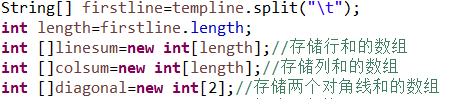 String[] firstline=templine.split("\t");
int length=firstline.length;
int []linesum=new int[length];//存储行和的数组
int []colsum=new int[length];//存储列和的数组
int []diagonal=new int[2];//存储两个对角线和的数组